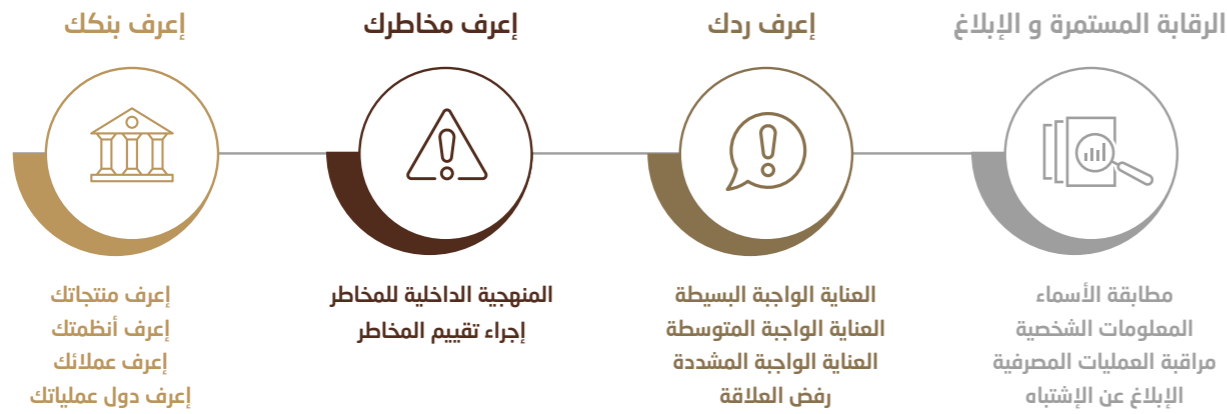 إعرف بنكك
إعرف مخاطرك
إعرف ردك
الرقابة المستمرة و الإبلاغ
إعرف منتجاتك
إعرف أنظمتك
إعرف عملائك
إعرف دول عملياتك
المنهجية الداخلية للمخاطر
إجراء تقييم المخاطر
العناية الواجبة البسيطة
العناية الواجبة المتوسطة
العناية الواجبة المشددة
رفض العلاقة
مطابقة الأسماء
المعلومات الشخصية
مراقبة العمليات المصرفية
الإبلاغ عن الإشتباه